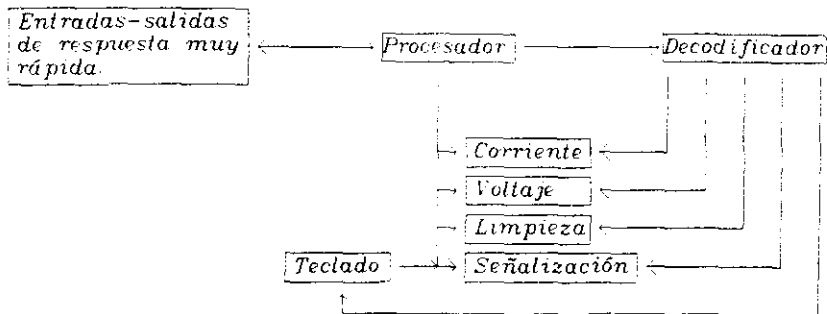 Entradas-salidas
de respuesta muy
rápida.
Procesador
Decodificador
Corriente
Voltaje
Limpieza
Teclado
Señalización